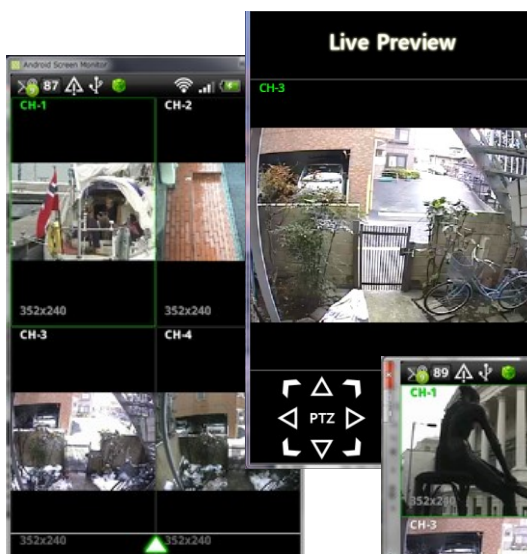 Android Screen Monitor
87
CH-1
CH-2
352x240
352x240
CH-3
CH-4
352x240
352x240
Live Preview
CH-3
PTZ
89
CH-1
352x240
CH-3